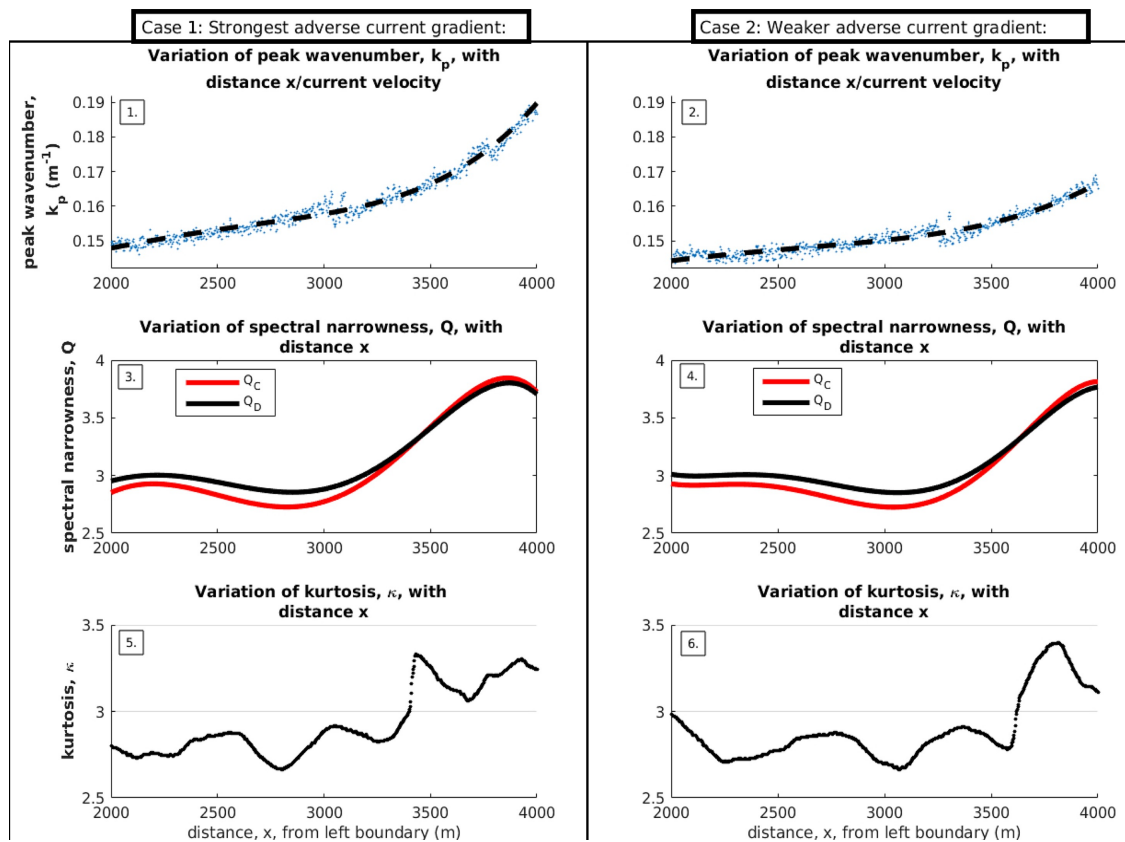 Case 1: Strongest adverse current gradient:
Case 2: Weaker adverse current gradient:
Variation of peak wavenumber, k_p, with
distance x/current velocity
peak wavenumber,
k_p (m^-1)
1.
0.19
0.18
0.17
0.16
0.15
2000 2500 3000 3500 4000
Variation of peak wavenumber, k_p, with
distance x/current velocity
2.
0.19
0.18
0.17
0.16
0.15
2000 2500 3000 3500 4000
Variation of spectral narrowness, Q, with
distance x
spectral narrowness, Q
3.
Q_C
Q_D
4
3.5
3
2.5
2000 2500 3000 3500 4000
Variation of spectral narrowness, Q, with
distance x
4.
Q_C
Q_D
4
3.5
3
2.5
2000 2500 3000 3500 4000
Variation of kurtosis, κ, with
distance x
kurtosis, κ
5.
3.5
3
2.5
2000 2500 3000 3500 4000
distance, x, from left boundary (m)
Variation of kurtosis, κ, with
distance x
6.
3.5
3
2.5
2000 2500 3000 3500 4000
distance, x, from left boundary (m)